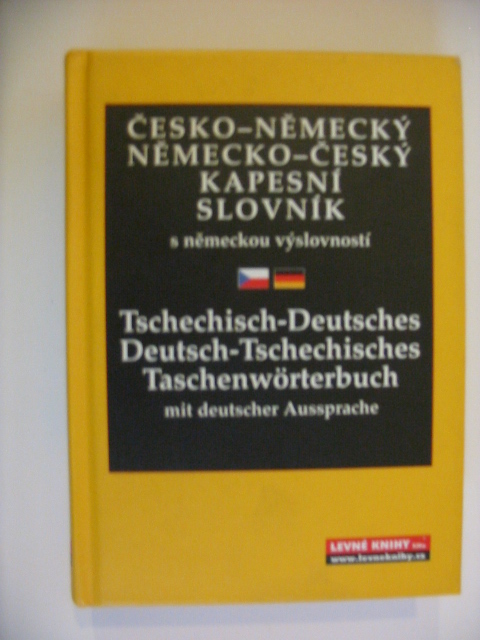 ČESKO–NĚMECKÝ
NĚMECKO–ČESKÝ
KAPESNÍ
SLOVNÍK
s německou výslovností
Tschechisch-Deutsches
Deutsch-Tschechisches
Taschenwörterbuch
mit deutscher Aussprache
LEVNÉ KNIHY
www.levneknihy.cz